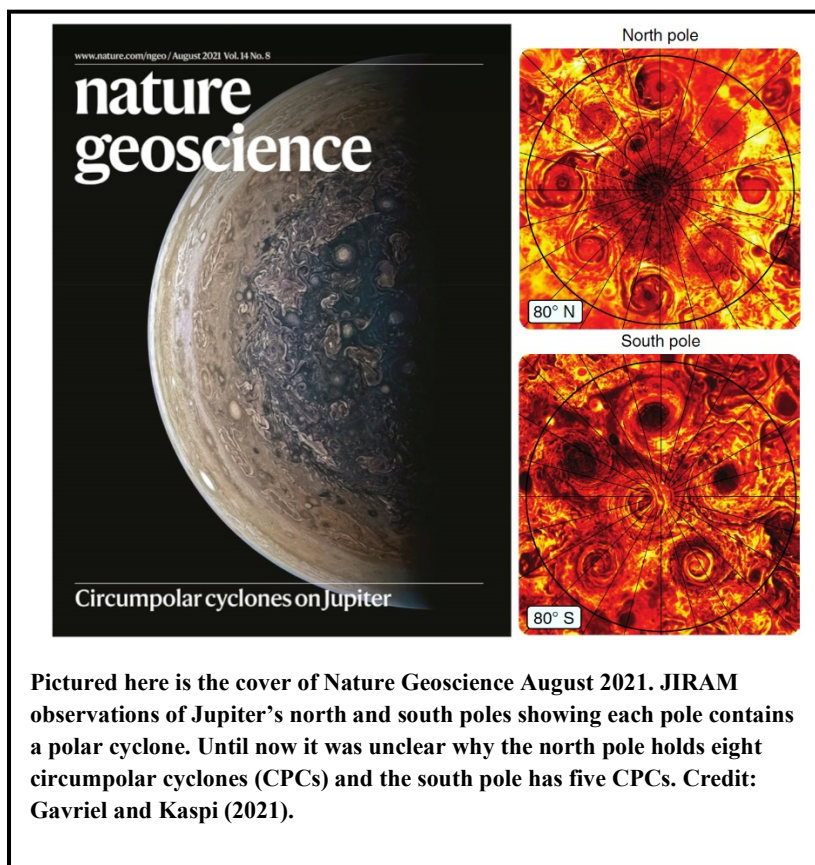 www.nature.com/ngeo / August 2021 Vol. 14 No. 8
nature
geoscience
Circumpolar cyclones on Jupiter
North pole
80° N
South pole
80° S
Pictured here is the cover of Nature Geoscience August 2021. JIRAM
observations of Jupiter’s north and south poles showing each pole contains
a polar cyclone. Until now it was unclear why the north pole holds eight
circumpolar cyclones (CPCs) and the south pole has five CPCs. Credit:
Gavriel and Kaspi (2021).